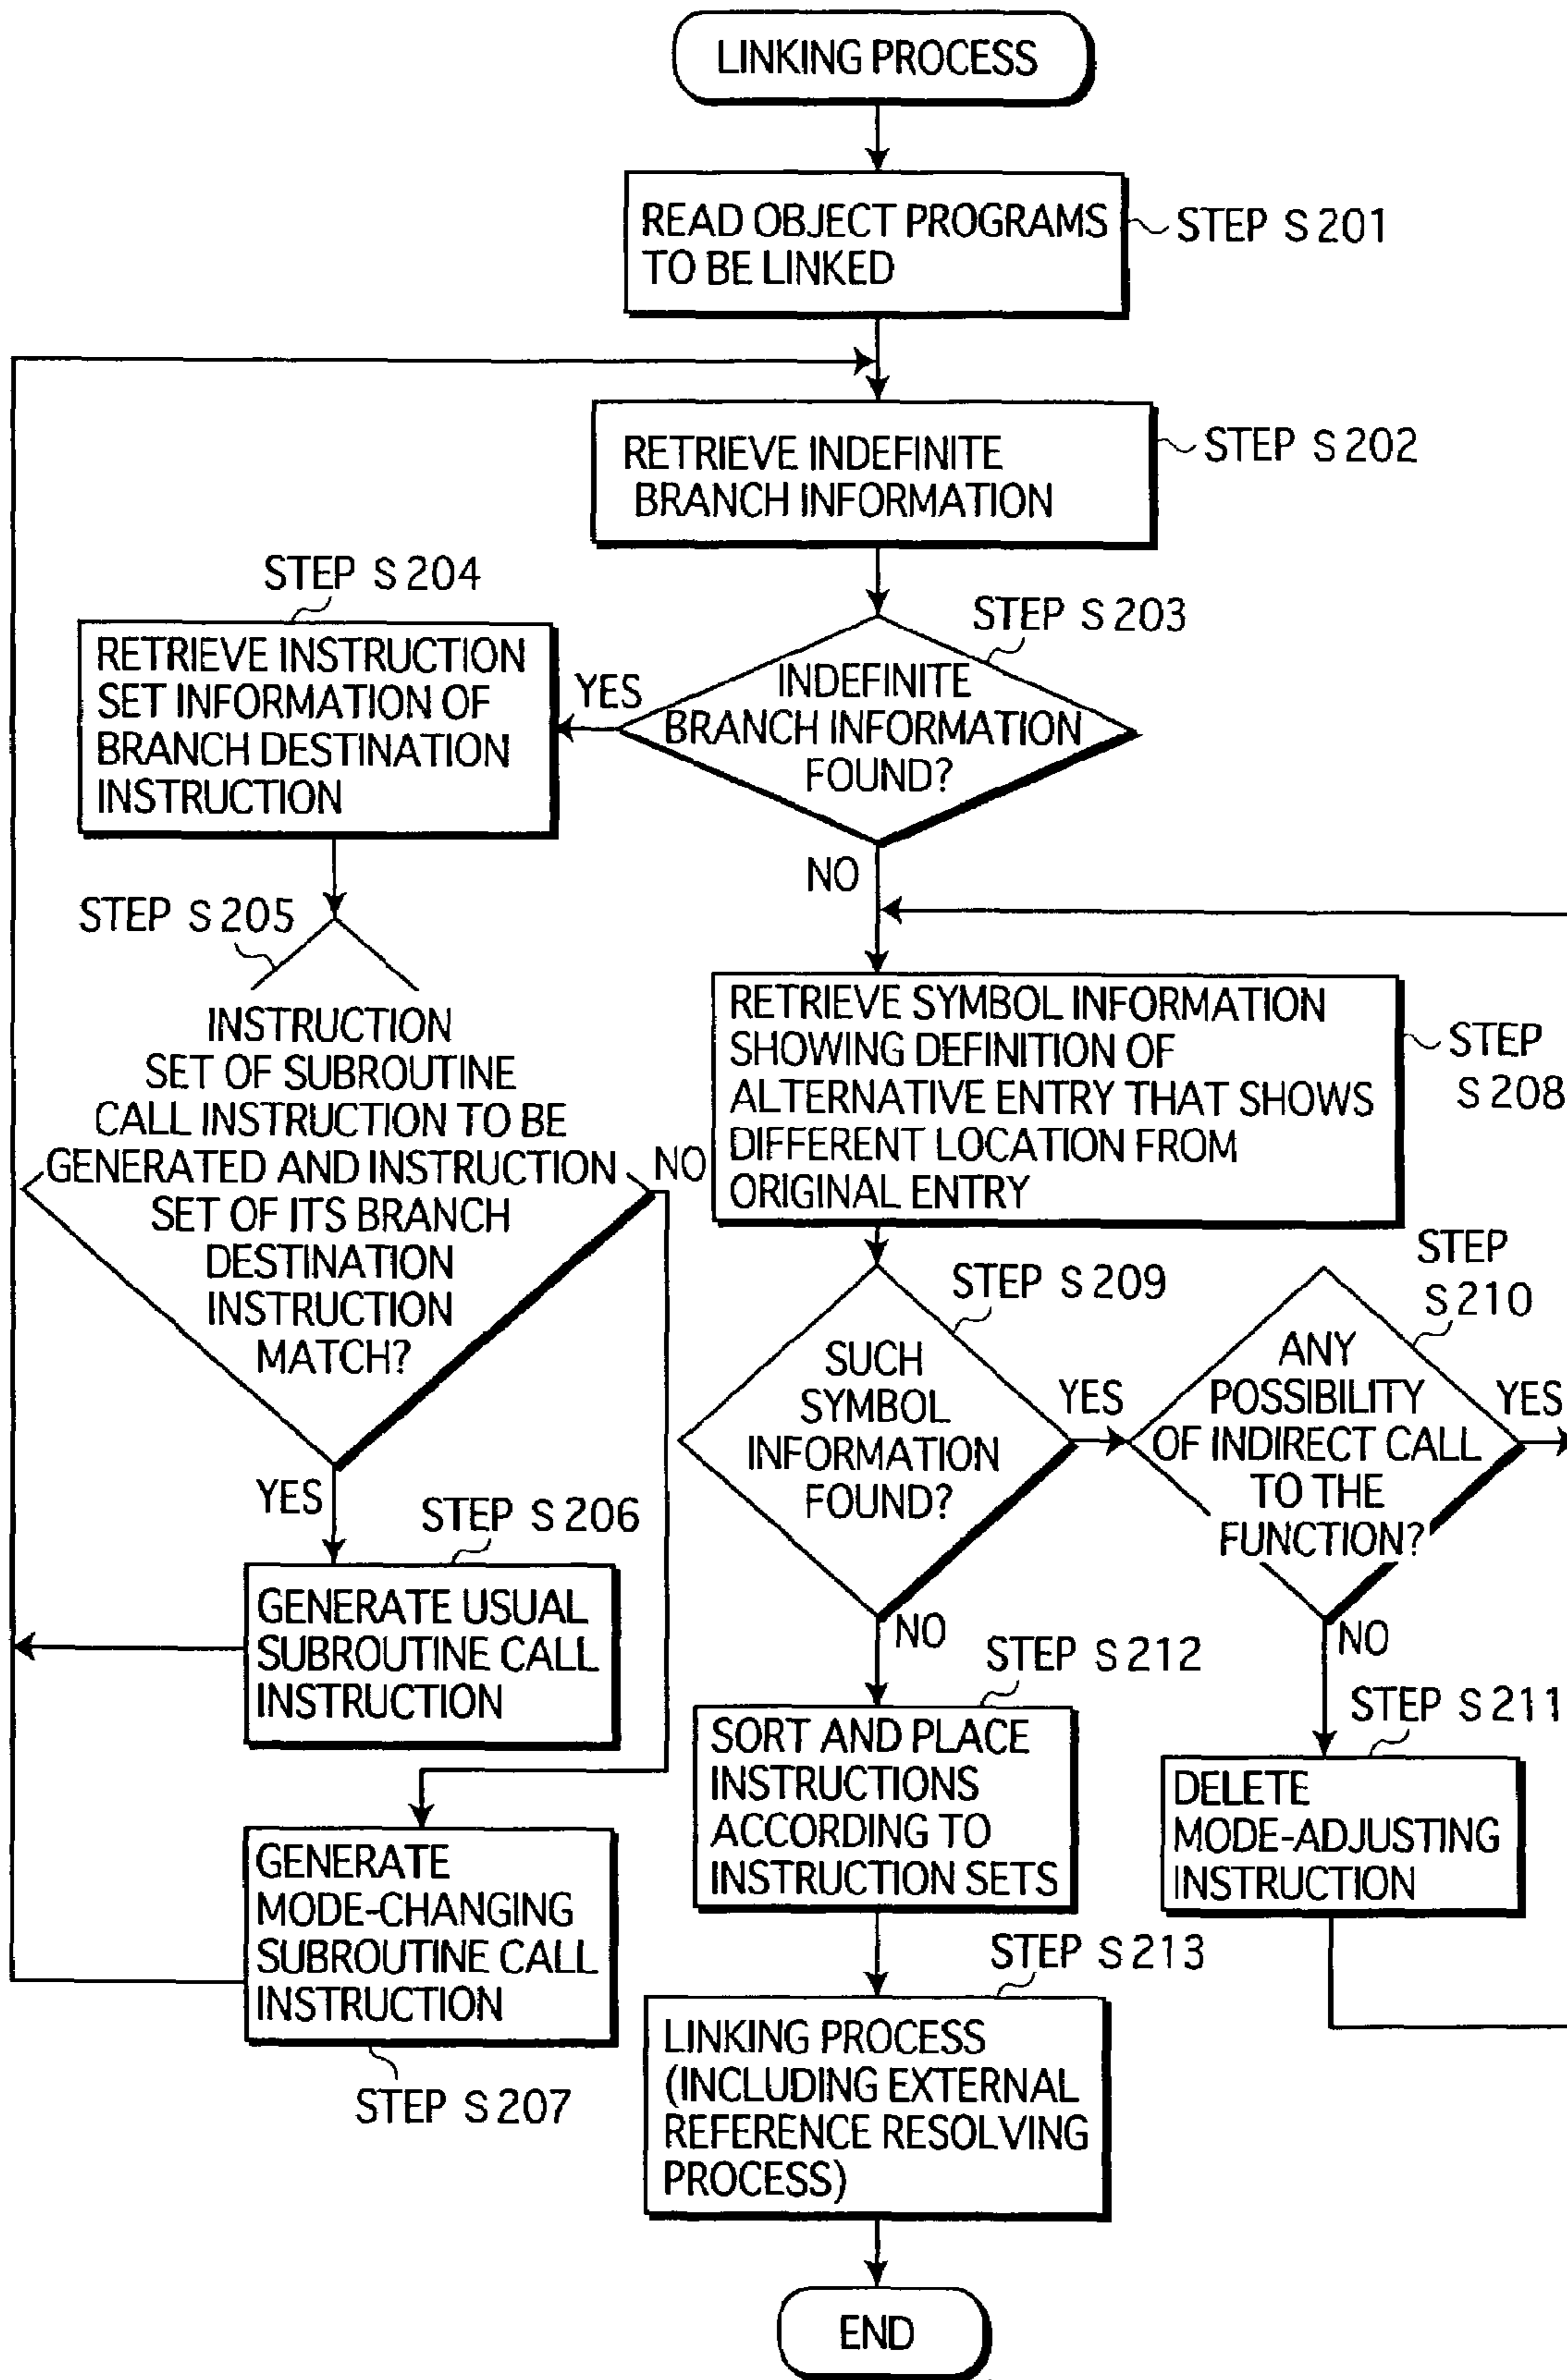 LINKING PROCESS
READ OBJECT PROGRAMS
TO BE LINKED
STEP S201
RETRIEVE INDEFINITE
BRANCH INFORMATION
STEP S202
STEP S203
INDEFINITE
BRANCH INFORMATION
FOUND?
YES
NO
STEP S204
RETRIEVE INSTRUCTION
SET INFORMATION OF
BRANCH DESTINATION
INSTRUCTION
STEP S205
INSTRUCTION
SET OF SUBROUTINE
CALL INSTRUCTION TO BE
GENERATED AND INSTRUCTION
SET OF ITS BRANCH
DESTINATION
INSTRUCTION
MATCH?
NO
YES
STEP S206
GENERATE USUAL
SUBROUTINE CALL
INSTRUCTION
GENERATE
MODE-CHANGING
SUBROUTINE CALL
INSTRUCTION
STEP S207
RETRIEVE SYMBOL INFORMATION
SHOWING DEFINITION OF
ALTERNATIVE ENTRY THAT SHOWS
DIFFERENT LOCATION FROM
ORIGINAL ENTRY
STEP
S208
STEP S209
SUCH
SYMBOL
INFORMATION
FOUND?
YES
NO
STEP
S210
ANY
POSSIBILITY
OF INDIRECT CALL
TO THE
FUNCTION?
YES
NO
STEP S211
DELETE
MODE-ADJUSTING
INSTRUCTION
STEP S212
SORT AND PLACE
INSTRUCTIONS
ACCORDING TO
INSTRUCTION SETS
STEP S213
LINKING PROCESS
(INCLUDING EXTERNAL
REFERENCE RESOLVING
PROCESS)
END